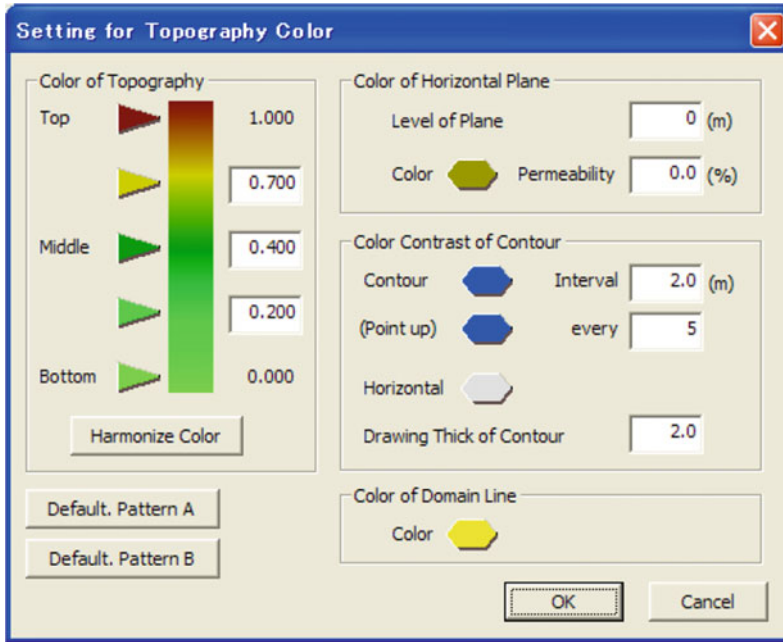 Setting for Topography Color
Color of Topography
Top 1.000
0.700
Middle 0.400
0.200
Bottom 0.000
Harmonize Color
Default. Pattern A
Default. Pattern B
Color of Horizontal Plane
Level of Plane 0 (m)
Color Permeability 0.0 (%)
Color Contrast of Contour
Contour Interval 2.0 (m)
(Point up) every 5
Horizontal
Drawing Thick of Contour 2.0
Color of Domain Line
Color
OK Cancel